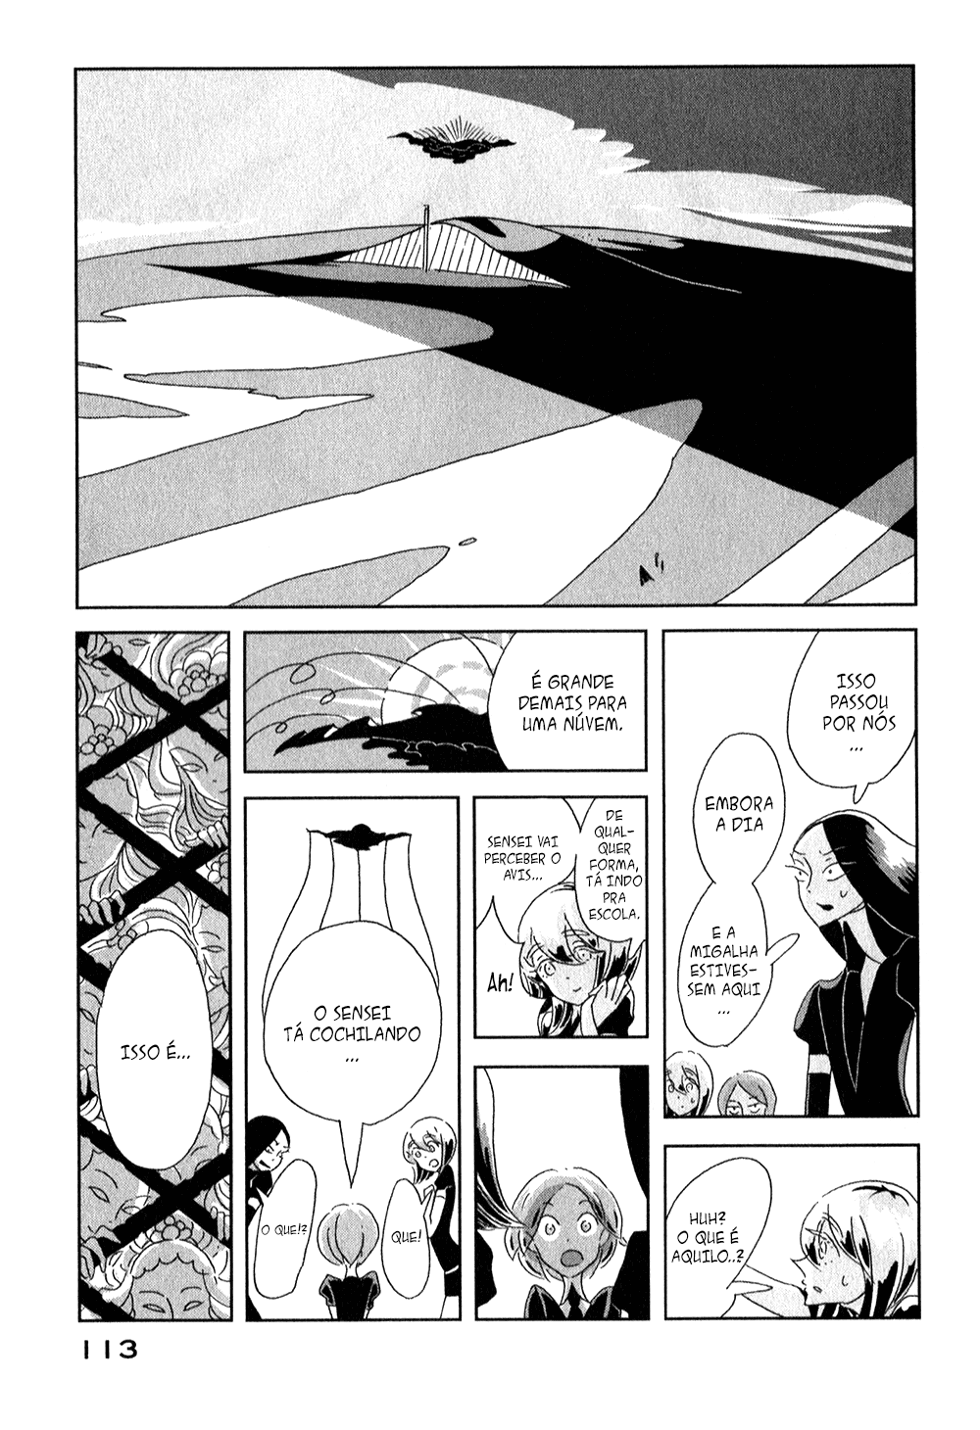 ISSO
PASSOU
POR NÓS
...
EMBORA
A DIA
E A
MIGALHA
ESTIVES-
SEM AQUI
...
HUH?
O QUE É
AQUILO..?
É GRANDE
DEMAIS PARA
UMA NÚVEM.
DE
QUAL-
QUER
FORMA,
TÁ INDO
PRA
ESCOLA.
SENSEI VAI
PERCEBER O
AVIS...
Ah!
O SENSEI
TÁ COCHILANDO
...
QUE!
O QUE!?
ISSO É...
113